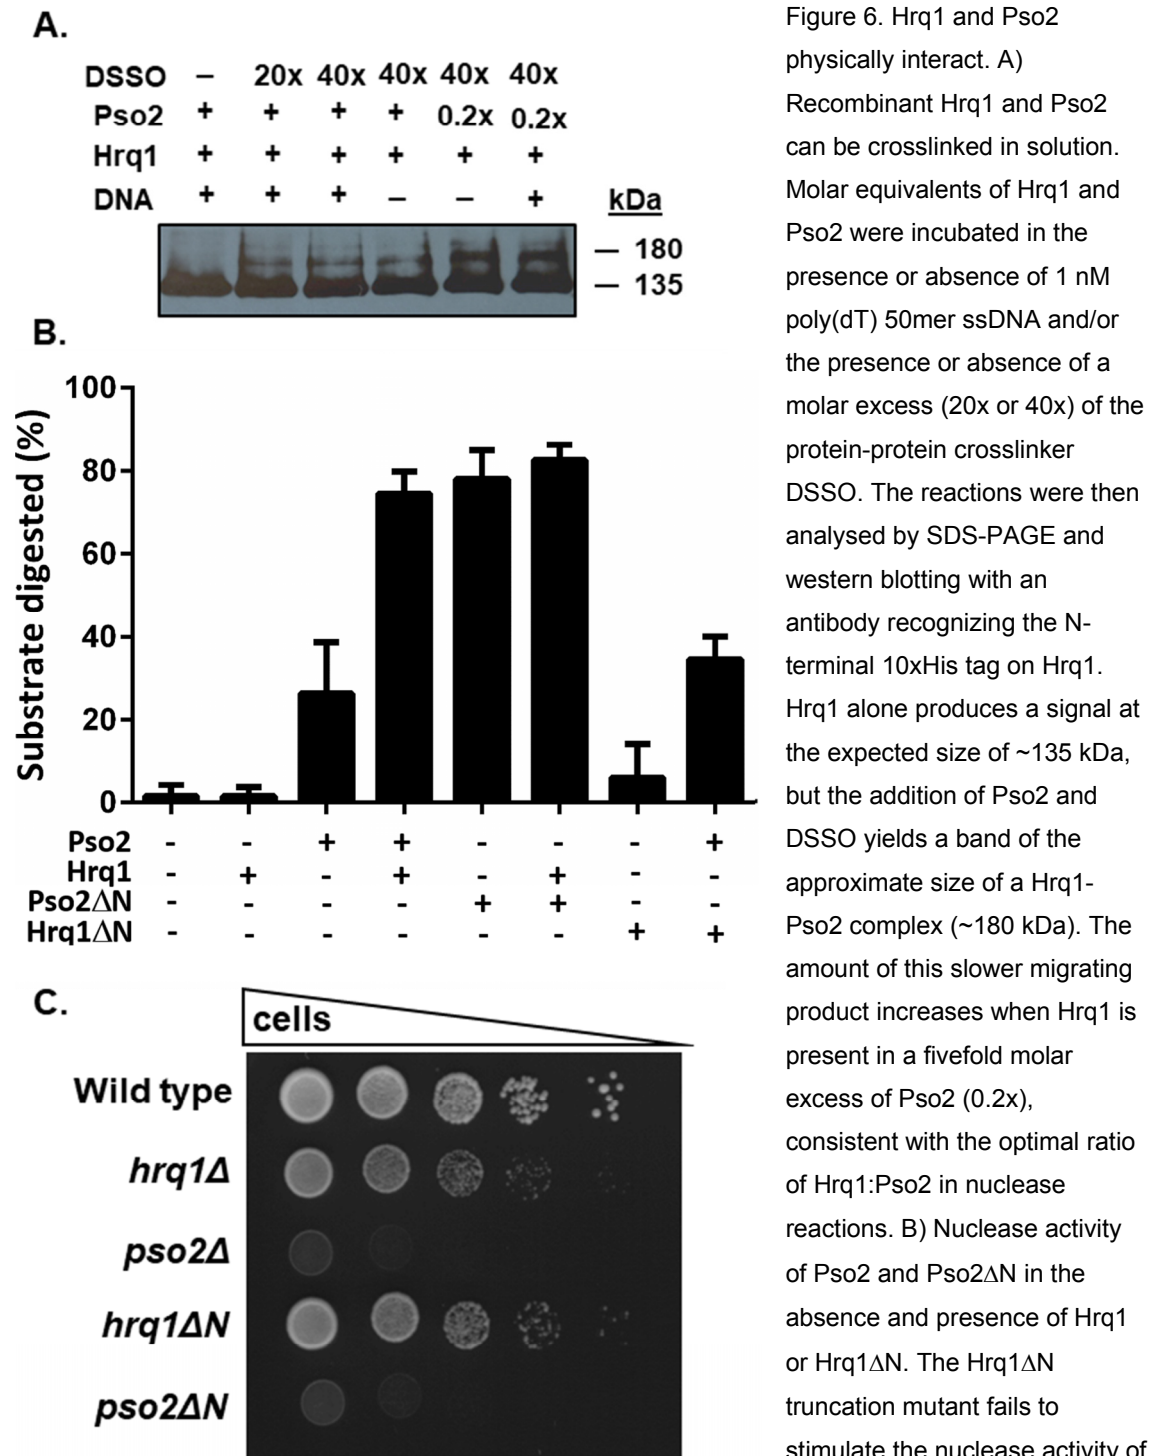 A.
DSSO – 20x 40x 40x 40x 40x
Pso2 + + + + 0.2x 0.2x
Hrq1 + + + + + +
DNA + + + – – + kDa
– 180
– 135
B.
Substrate digested (%)
100
80
60
40
20
0
Pso2 - - + + - - - +
Hrq1 - + - + - + - -
Pso2ΔN - - - - + + - -
Hrq1ΔN - - - - - - + +
C.
cells
Wild type
hrq1Δ
pso2Δ
hrq1ΔN
pso2ΔN
Figure 6. Hrq1 and Pso2
physically interact. A)
Recombinant Hrq1 and Pso2
can be crosslinked in solution.
Molar equivalents of Hrq1 and
Pso2 were incubated in the
presence or absence of 1 nM
poly(dT) 50mer ssDNA and/or
the presence or absence of a
molar excess (20x or 40x) of the
protein-protein crosslinker
DSSO. The reactions were then
analysed by SDS-PAGE and
western blotting with an
antibody recognizing the N-
terminal 10xHis tag on Hrq1.
Hrq1 alone produces a signal at
the expected size of ~135 kDa,
but the addition of Pso2 and
DSSO yields a band of the
approximate size of a Hrq1-
Pso2 complex (~180 kDa). The
amount of this slower migrating
product increases when Hrq1 is
present in a fivefold molar
excess of Pso2 (0.2x),
consistent with the optimal ratio
of Hrq1:Pso2 in nuclease
reactions. B) Nuclease activity
of Pso2 and Pso2ΔN in the
absence and presence of Hrq1
or Hrq1ΔN. The Hrq1ΔN
truncation mutant fails to
stimulate the nuclease activity of